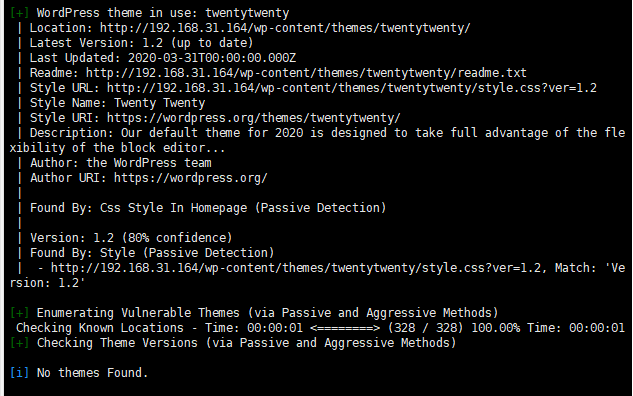 [+] WordPress theme in use: twentytwenty
 | Location: http://192.168.31.164/wp-content/themes/twentytwenty/
 | Latest Version: 1.2 (up to date)
 | Last Updated: 2020-03-31T00:00:00.000Z
 | Readme: http://192.168.31.164/wp-content/themes/twentytwenty/readme.txt
 | Style URL: http://192.168.31.164/wp-content/themes/twentytwenty/style.css?ver=1.2
 | Style Name: Twenty Twenty
 | Style URI: https://wordpress.org/themes/twentytwenty/
 | Description: Our default theme for 2020 is designed to take full advantage of the fle
xibility of the block editor...
 | Author: the WordPress team
 | Author URI: https://wordpress.org/
 |
 | Found By: Css Style In Homepage (Passive Detection)
 |
 | Version: 1.2 (80% confidence)
 | Found By: Style (Passive Detection)
 |  - http://192.168.31.164/wp-content/themes/twentytwenty/style.css?ver=1.2, Match: 'Ve
rsion: 1.2'

[+] Enumerating Vulnerable Themes (via Passive and Aggressive Methods)
 Checking Known Locations - Time: 00:00:01 <========> (328 / 328) 100.00% Time: 00:00:01
[+] Checking Theme Versions (via Passive and Aggressive Methods)

[i] No themes Found.